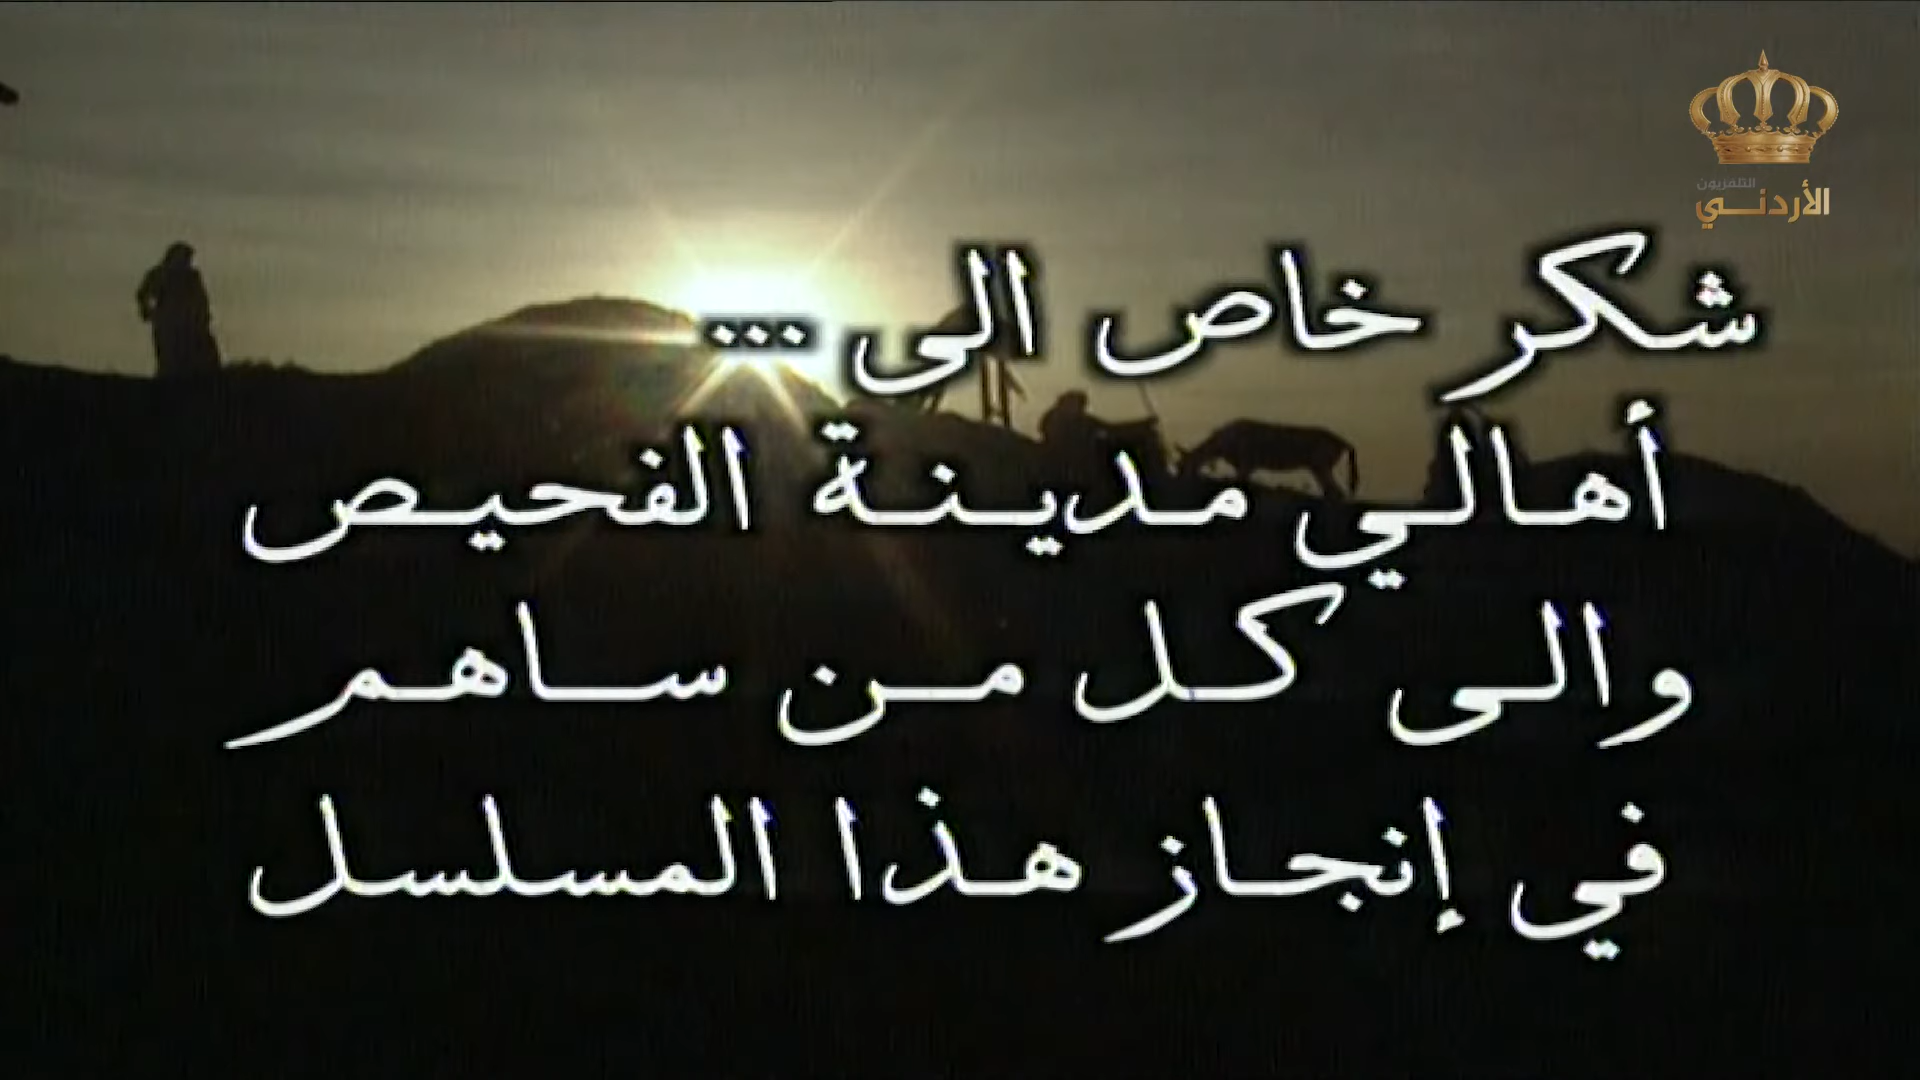 التلفزيون
الأردني
شكر خاص الى ...
أهالي مدينة الفحيص
والى كل من ساهم
في إنجاز هذا المسلسل